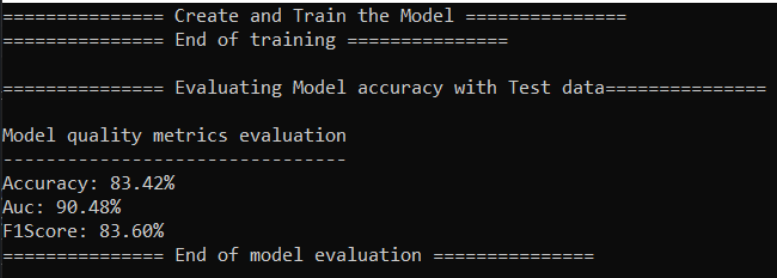 =============== Create and Train the Model ===============
=============== End of training ===============
=============== Evaluating Model accuracy with Test data===============
Model quality metrics evaluation
--------------------------------
Accuracy: 83.42%
Auc: 90.48%
F1Score: 83.60%
=============== End of model evaluation ===============